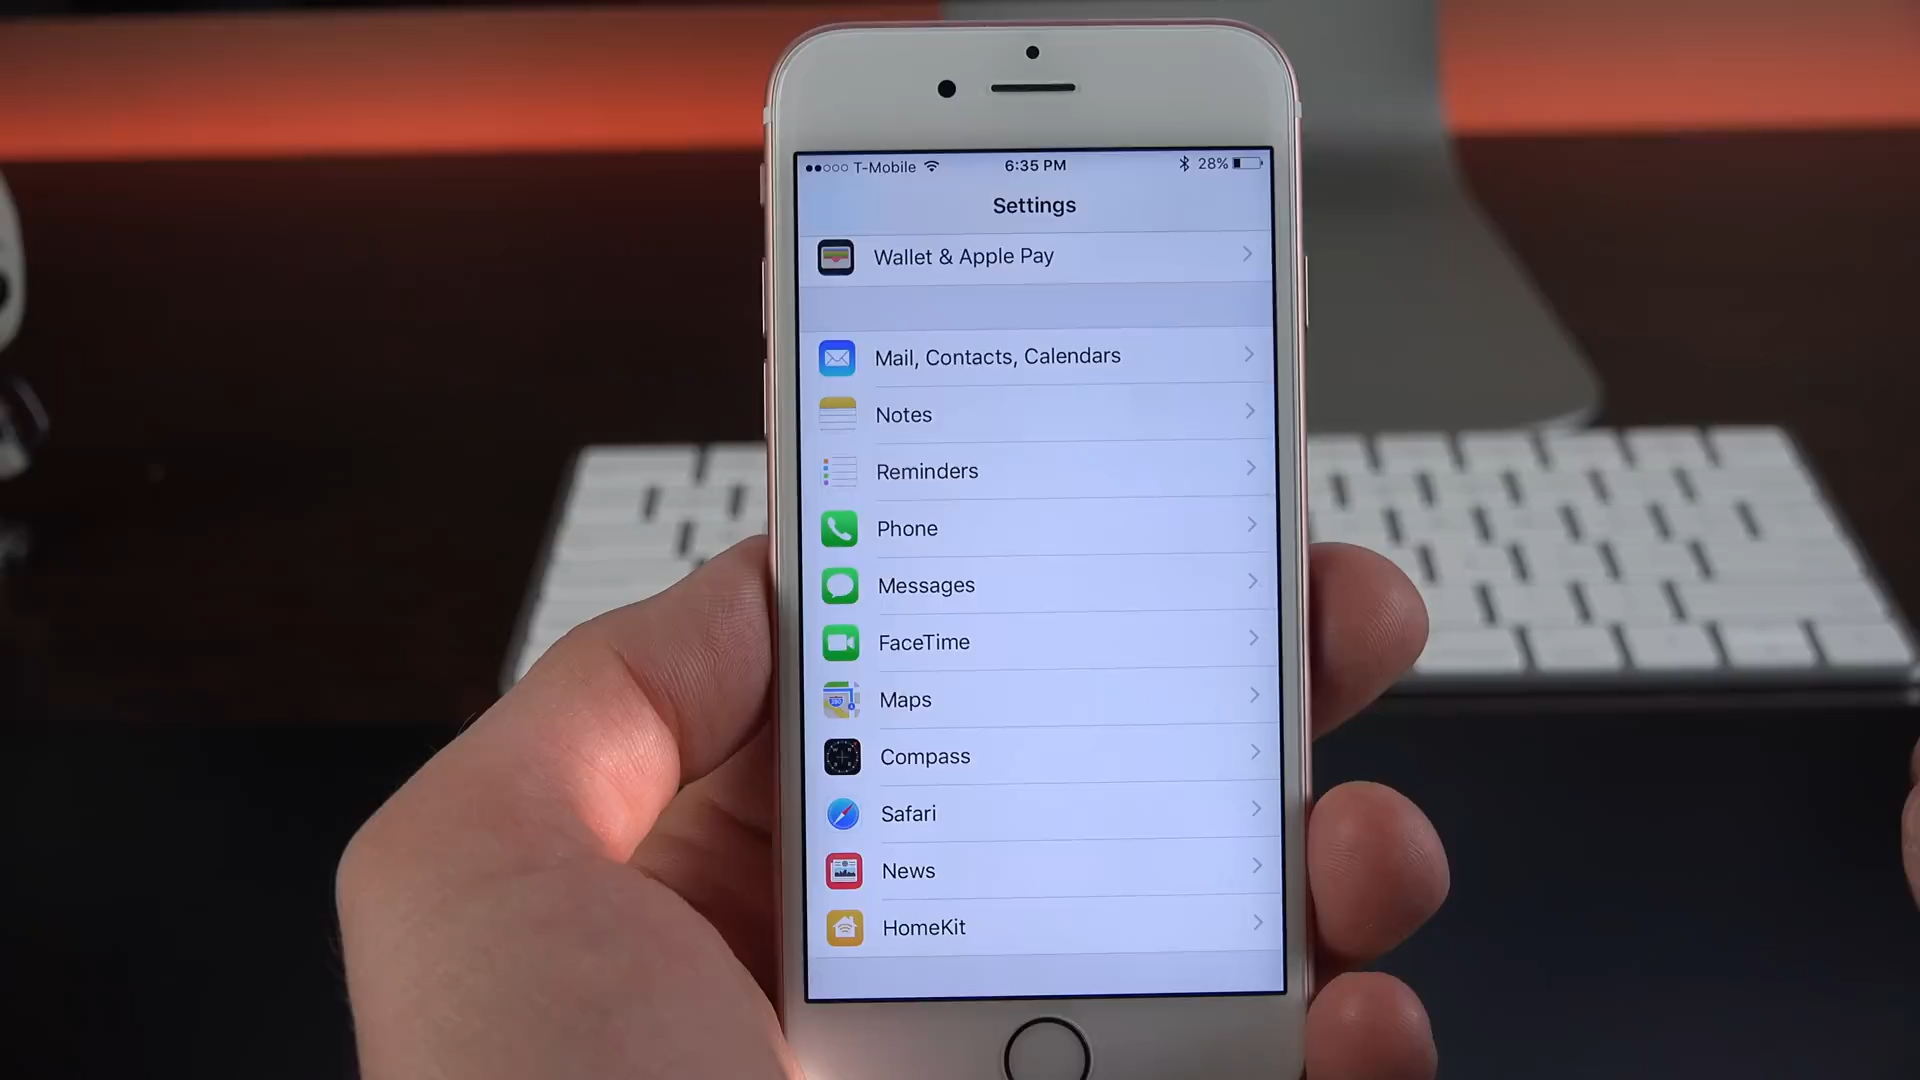 T-Mobile 6:35 PM 28%
Settings
Wallet & Apple Pay
Mail, Contacts, Calendars
Notes
Reminders
Phone
Messages
FaceTime
Maps
Compass
Safari
News
HomeKit